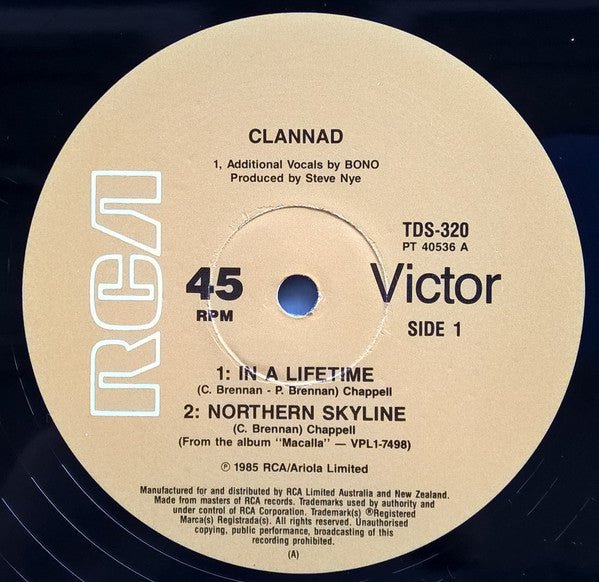 CLANNAD
1, Additional Vocals by BONO
Produced by Steve Nye
RCA
TDS-320
PT 40536 A
45
RPM
Victor
SIDE 1
1: IN A LIFETIME
(C. Brennan - P. Brennan) Chappell
2: NORTHERN SKYLINE
(C. Brennan) Chappell
(From the album "Macalla" — VPL1-7498)
℗ 1985 RCA/Ariola Limited
Manufactured for and distributed by RCA Limited Australia and New Zealand.
Made from masters of RCA records. Trademarks used by authority and
under control of RCA Corporation. Trademark(s) ®Registered
Marca(s) Registrada(s). All rights reserved. Unauthorised
copying, public performance, broadcasting of this
recording prohibited.
(A)